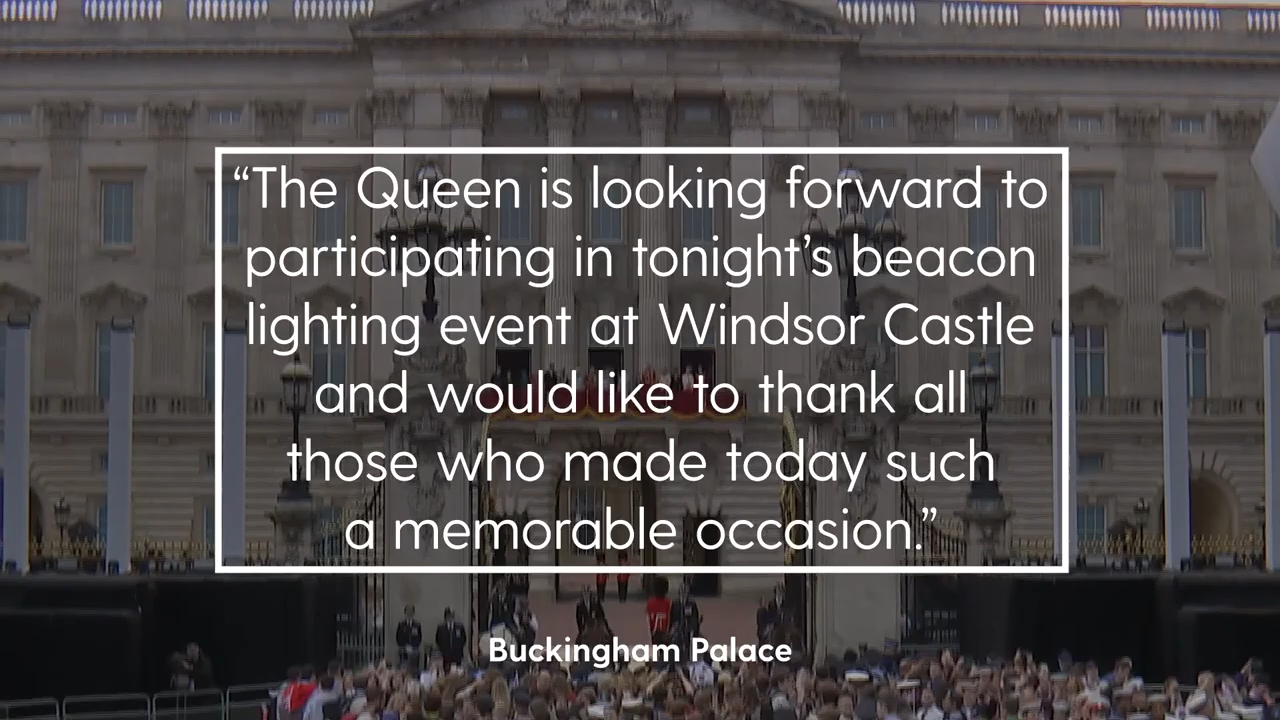 “The Queen is looking forward to
participating in tonight’s beacon
lighting event at Windsor Castle
and would like to thank all
those who made today such
a memorable occasion.”
Buckingham Palace